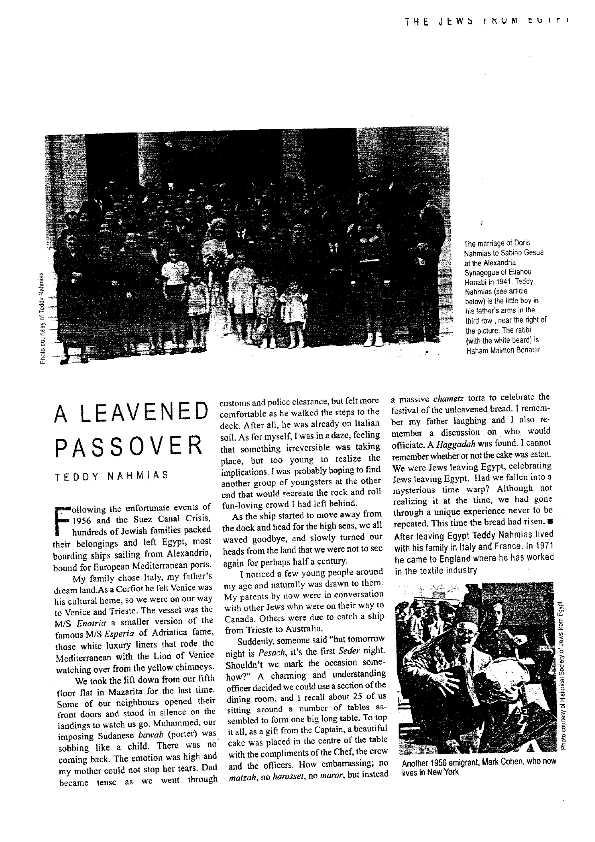 THE JEWS FROM EGYPT
Photo courtesy of Teddy Nahmias
The marriage of Doris
Nahmias to Sabino Gesua
at the Alexandria
Synagogue of Eliahou
Hanabi in 1941. Teddy
Nahmias (see article
below) is the little boy in
his father's arms in the
third row, near the right of
the picture. The rabbi
(with the white beard) is
Haham Maimon Benattar
A LEAVENED
PASSOVER
TEDDY NAHMIAS
Following the unfortunate events of
1956 and the Suez Canal Crisis,
hundreds of Jewish families packed
their belongings and left Egypt, most
boarding ships sailing from Alexandria,
bound for European Mediterranean ports.
My family chose Italy, my father's
dream land. As a Corfiot he felt Venice was
his cultural home, so we were on our way
to Venice and Trieste. The vessel was the
M/S Enotria a smaller version of the
famous M/S Esperia of Adriatica fame,
those white luxury liners that rode the
Mediterranean with the Lion of Venice
watching over from the yellow chimneys.
We took the lift down from our fifth
floor flat in Mazarita for the last time.
Some of our neighbours opened their
front doors and stood in silence on the
landings to watch us go. Muhammed, our
imposing Sudanese bawab (porter) was
sobbing like a child. There was no
coming back. The emotion was high and
my mother could not stop her tears. Dad
became tense as we went through
customs and police clearance, but felt more
comfortable as he walked the steps to the
deck. After all, he was already on Italian
soil. As for myself, I was in a daze, feeling
that something irreversible was taking
place, but too young to realize the
implications. I was probably hoping to find
another group of youngsters at the other
end that would recreate the rock and roll
fun-loving crowd I had left behind.
As the ship started to move away from
the dock and head for the high seas, we all
waved goodbye, and slowly turned our
heads from the land that we were not to see
again for perhaps half a century.
I noticed a few young people around
my age and naturally was drawn to them.
My parents by now were in conversation
with other Jews who were on their way to
Canada. Others were due to catch a ship
from Trieste to Australia.
Suddenly, someone said "but tomorrow
night is Pesach, it's the first Seder night.
Shouldn't we mark the occasion some-
how?" A charming and understanding
officer decided we could use a section of the
dining room, and I recall about 25 of us
sitting around a number of tables as-
sembled to form one big long table. To top
it all, as a gift from the Captain, a beautiful
cake was placed in the centre of the table
with the compliments of the Chef, the crew
and the officers. How embarrassing; no
matzah, no harosset, no maror, but instead
a massive chametz torta to celebrate the
festival of the unleavened bread. I remem-
ber my father laughing and I also re-
member a discussion on who would
officiate. A Haggadah was found. I cannot
remember whether or not the cake was eaten.
We were Jews leaving Egypt, celebrating
Jews leaving Egypt. Had we fallen into a
mysterious time warp? Although not
realizing it at the time, we had gone
through a unique experience never to be
repeated. This time the bread had risen. ■
After leaving Egypt Teddy Nahmias lived
with his family in Italy and France. In 1971
he came to England where he has worked
in the textile industry
Photo courtesy of Historical Society of Jews from Egypt
Another 1956 emigrant, Mark Cohen, who now
lives in New York